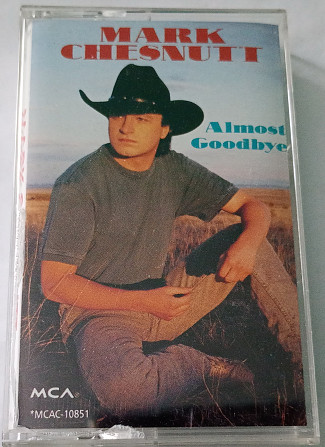 MARK
CHESNUTT
Almost
Goodbye
MCA
*MCAC-10851